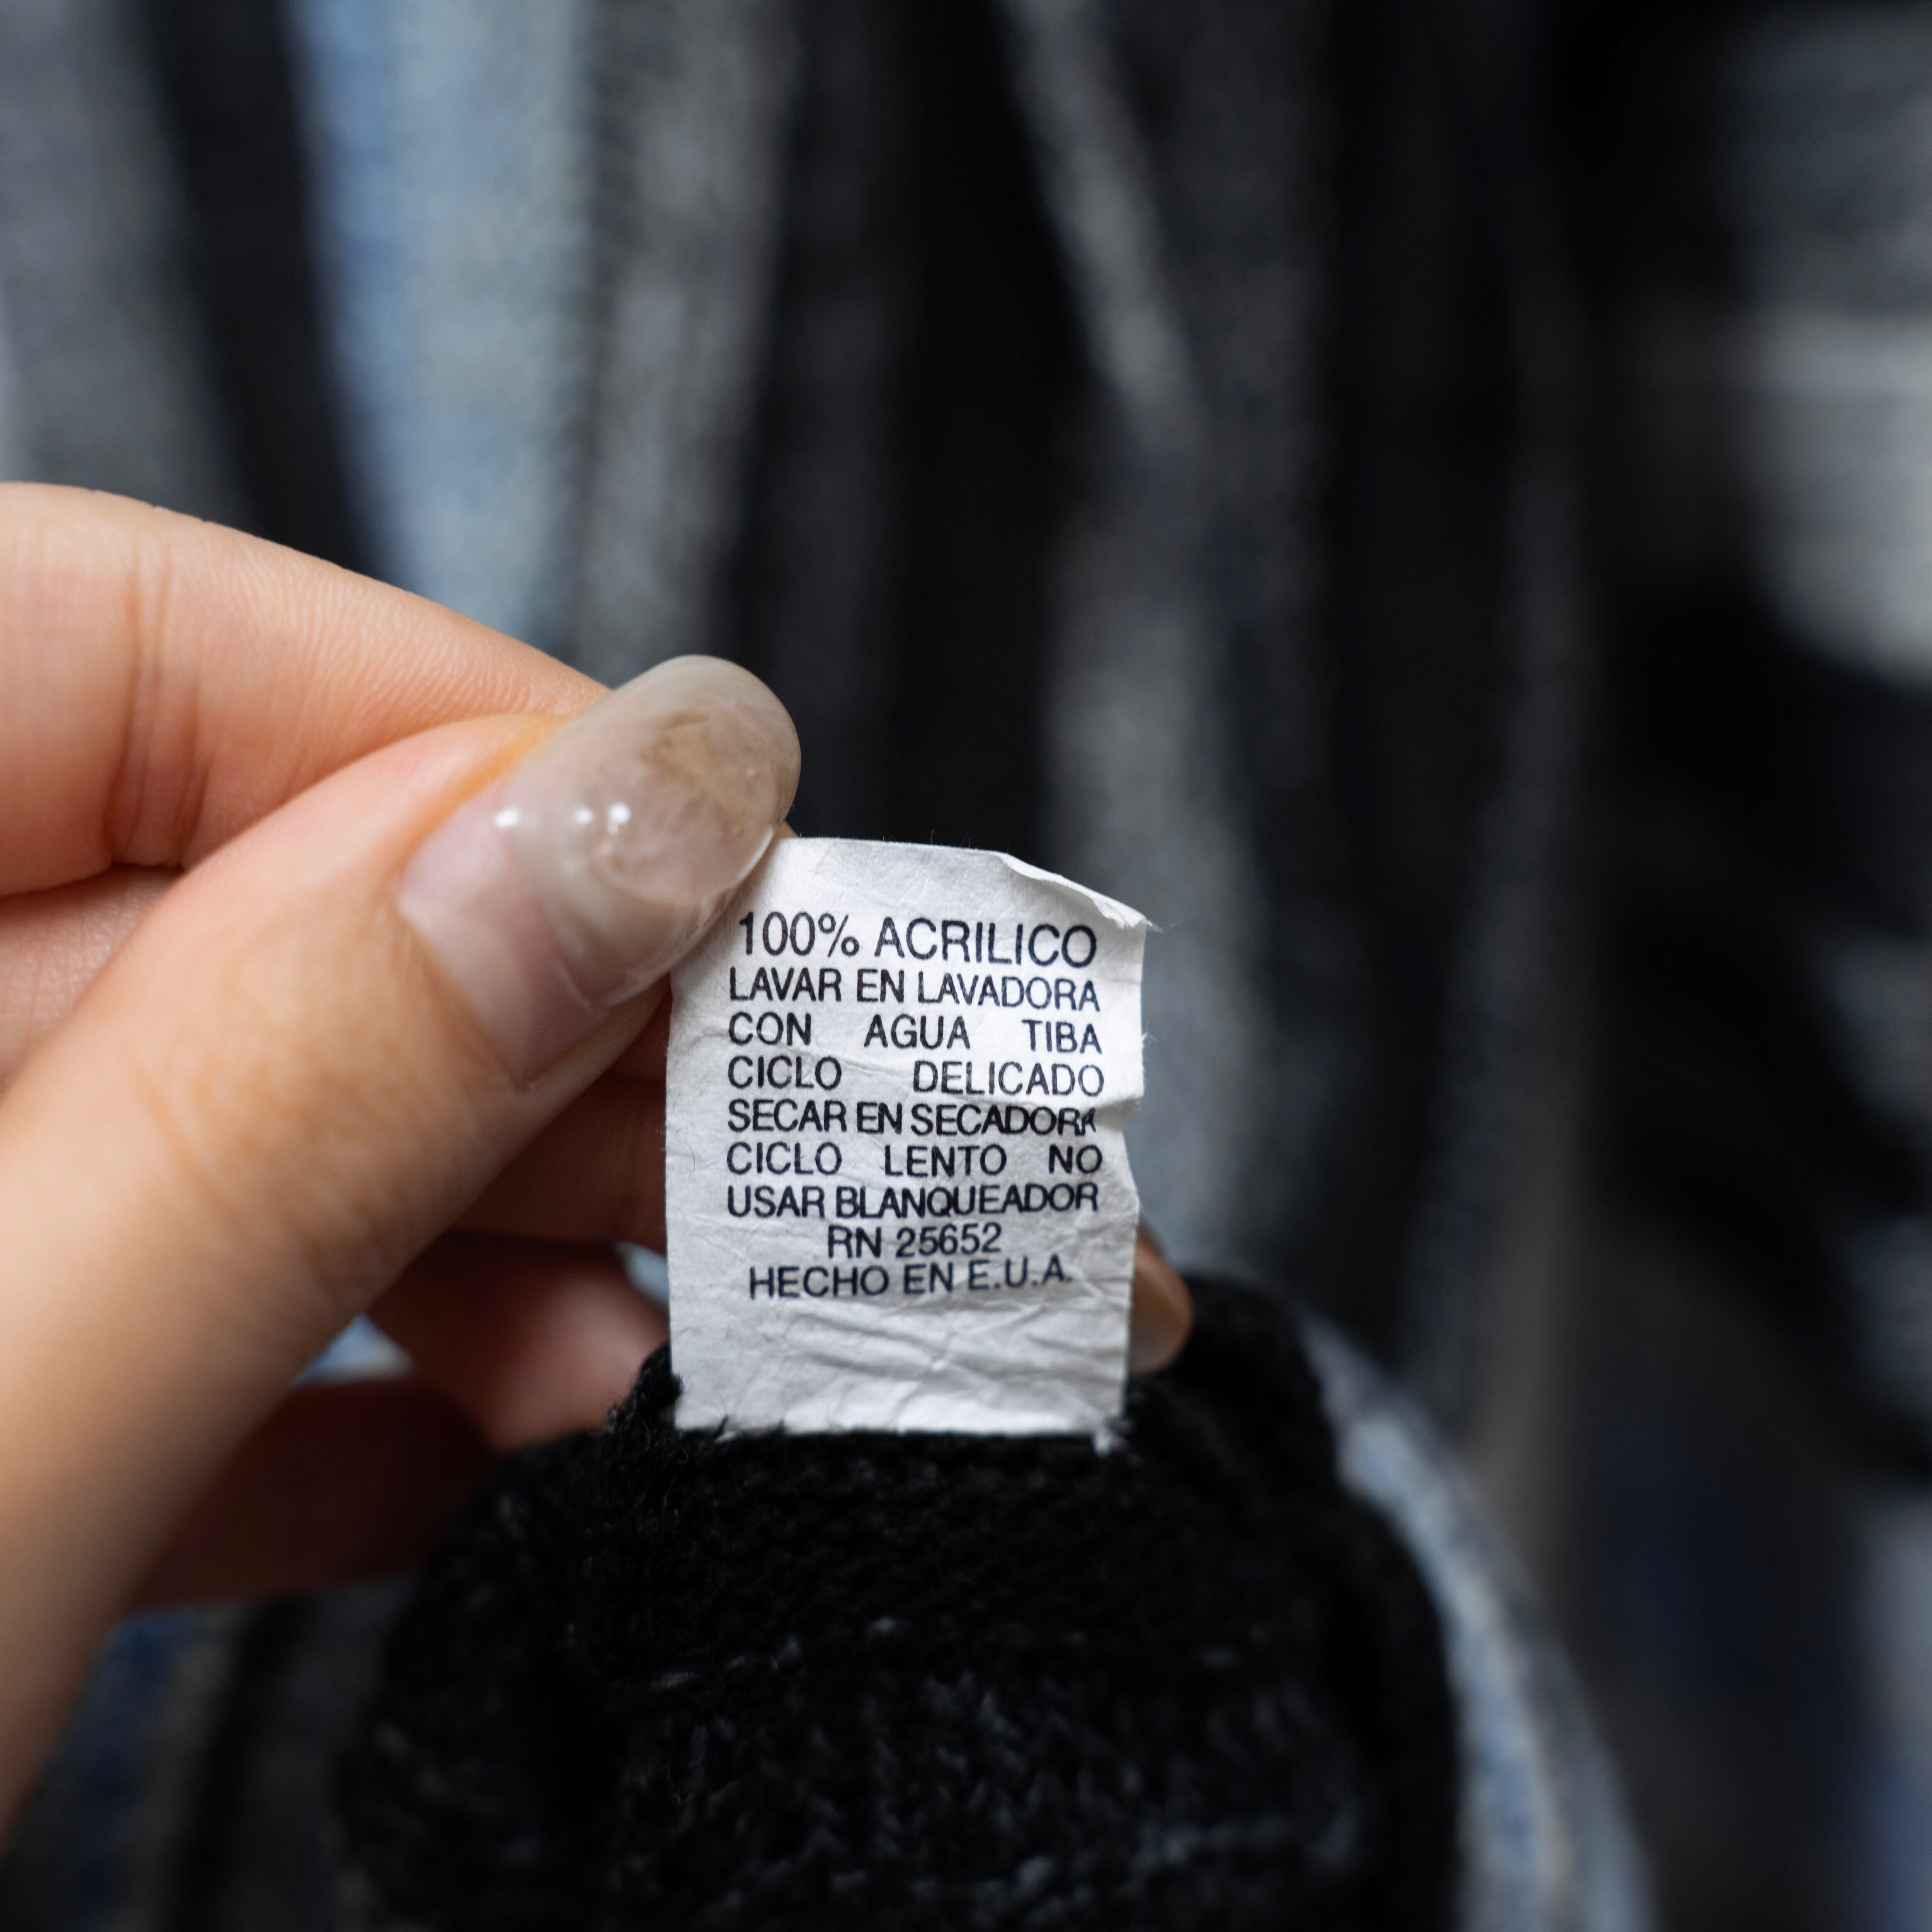 100% ACRILICO
LAVAR EN LAVADORA
CON AGUA TIBA
CICLO DELICADO
SECAR EN SECADORA
CICLO LENTO NO
USAR BLANQUEADOR
RN 25652
HECHO EN E.U.A.